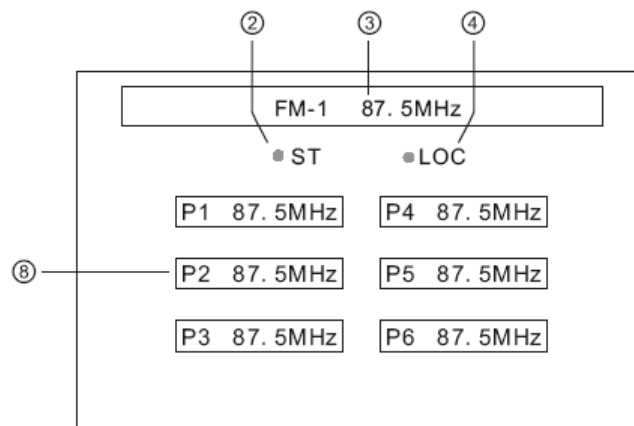 ② ③ ④
FM-1 87. 5MHz
ST LOC
P1 87. 5MHz P4 87. 5MHz
⑧ P2 87. 5MHz P5 87. 5MHz
P3 87. 5MHz P6 87. 5MHz